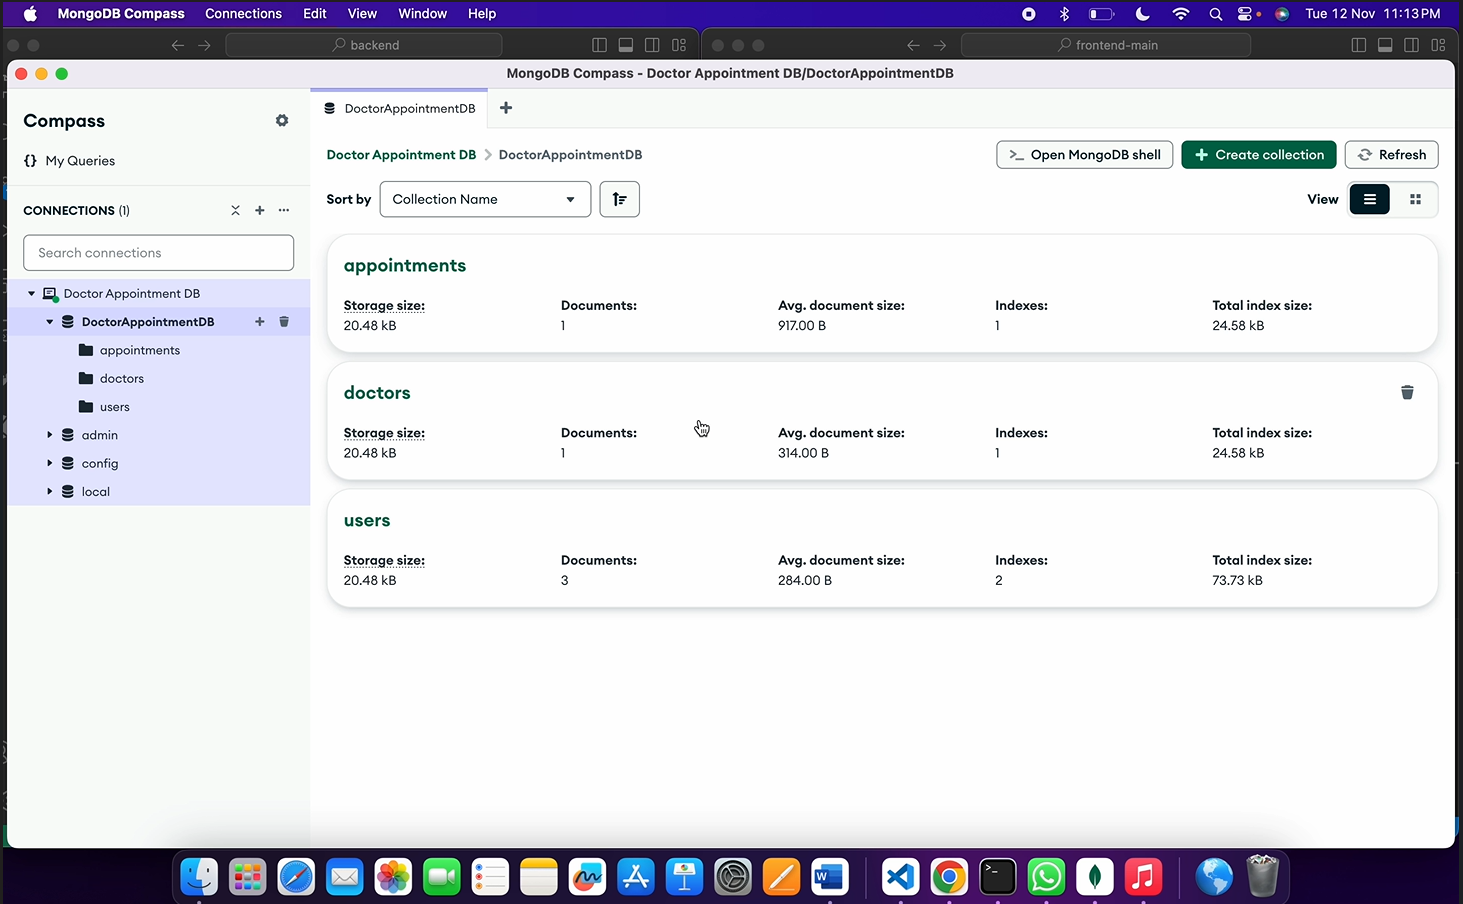 MongoDB Compass Connections Edit View Window Help Tue 12 Nov 11:13 PM
backend frontend-main
MongoDB Compass - Doctor Appointment DB/DoctorAppointmentDB
Compass
{} My Queries
CONNECTIONS (1)
Search connections
Doctor Appointment DB
DoctorAppointmentDB
appointments
doctors
users
admin
config
local
DoctorAppointmentDB
Doctor Appointment DB > DoctorAppointmentDB
>_ Open MongoDB shell + Create collection Refresh
Sort by Collection Name View
appointments
Storage size: Documents: Avg. document size: Indexes: Total index size:
20.48 kB 1 917.00 B 1 24.58 kB
doctors
Storage size: Documents: Avg. document size: Indexes: Total index size:
20.48 kB 1 314.00 B 1 24.58 kB
users
Storage size: Documents: Avg. document size: Indexes: Total index size:
20.48 kB 3 284.00 B 2 73.73 kB